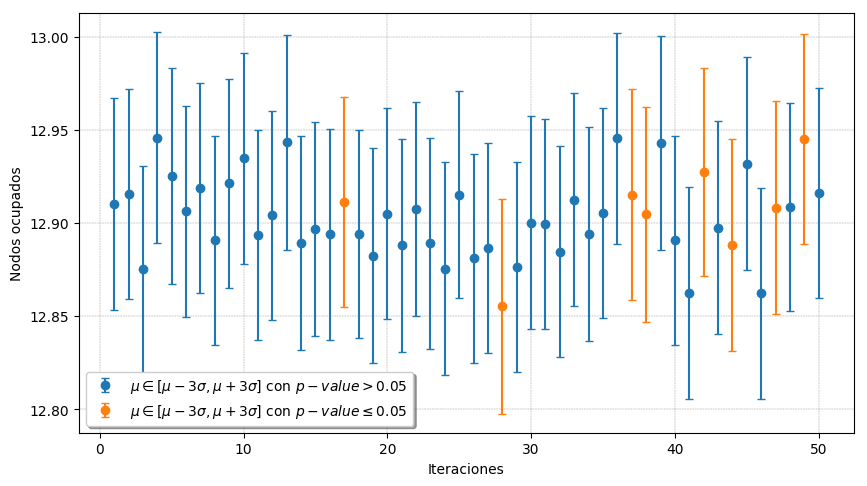 13.00
12.95
12.90
12.85
12.80
Nodos ocupados
μ ∈ [μ − 3σ, μ + 3σ] con p − value > 0.05
μ ∈ [μ − 3σ, μ + 3σ] con p − value ≤ 0.05
0 10 20 30 40 50
Iteraciones